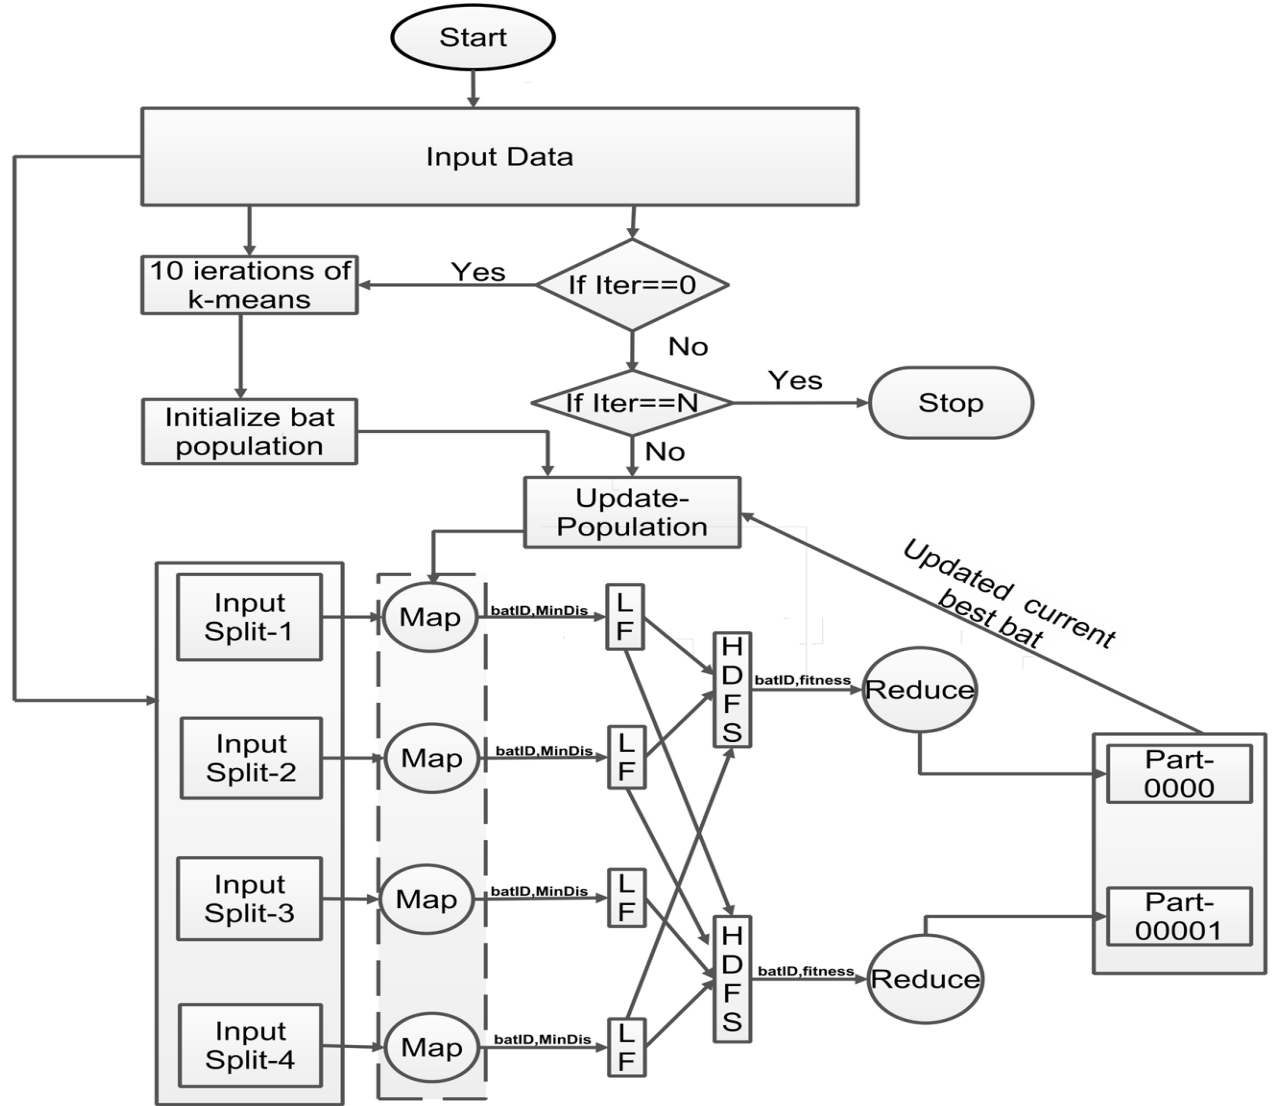 Start
Input Data
10 ierations of
k-means
Yes
If Iter==0
No
If Iter==N
Yes
Stop
No
Initialize bat
population
Update-
Population
Updated current
best bat
Input
Split-1
Map
batID,MinDis
L
F
H
D
F
S
batID,fitness
Reduce
Input
Split-2
Map
batID,MinDis
L
F
Part-
0000
Input
Split-3
Map
batID,MinDis
L
F
Part-
00001
H
D
F
S
batID,fitness
Reduce
Input
Split-4
Map
batID,MinDis
L
F